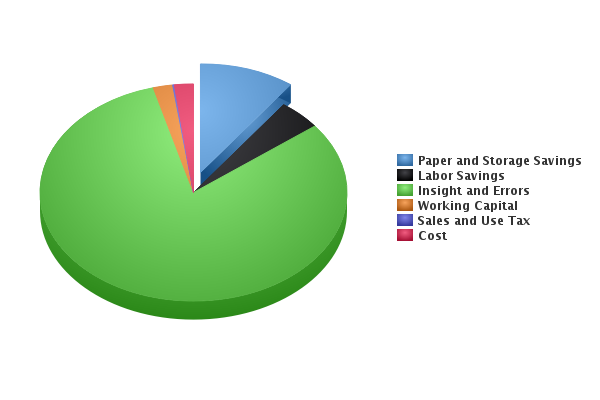 Paper and Storage Savings
Labor Savings
Insight and Errors
Working Capital
Sales and Use Tax
Cost